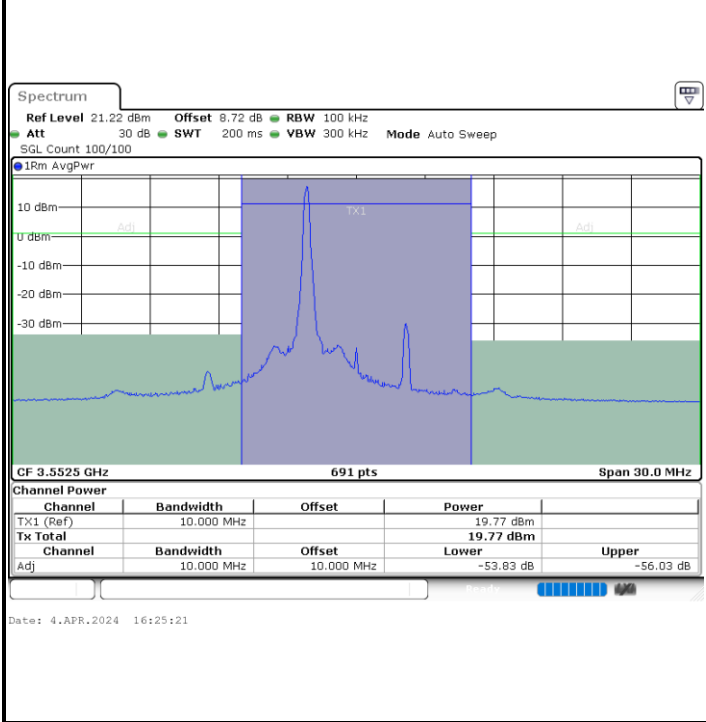 Spectrum
Ref Level 21.22 dBm Offset 8.72 dB RBW 100 kHz
Att 30 dB SWT 200 ms VBW 300 kHz Mode Auto Sweep
SGL Count 100/100
1Rm AvgPwr
10 dBm
TX1
Adj Adj
0 dBm
-10 dBm
-20 dBm
-30 dBm
CF 3.5525 GHz 691 pts Span 30.0 MHz
Channel Power
Channel Bandwidth Offset Power
TX1 (Ref) 10.000 MHz 19.77 dBm
Tx Total 19.77 dBm
Channel Bandwidth Offset Lower Upper
Adj 10.000 MHz 10.000 MHz -53.83 dB -56.03 dB
Ready
Date: 4.APR.2024 16:25:21